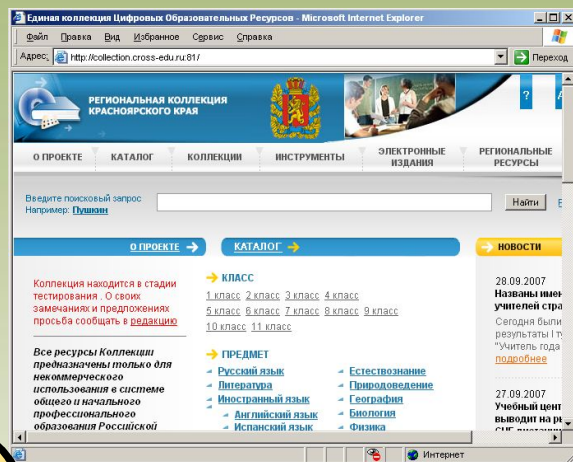 Единая коллекция Цифровых Образовательных Ресурсов - Microsoft Internet Explorer
Файл Правка Вид Избранное Сервис Справка
Адрес: http://collection.cross-edu.ru:81/ Переход
РЕГИОНАЛЬНАЯ КОЛЛЕКЦИЯ
КРАСНОЯРСКОГО КРАЯ
?
О ПРОЕКТЕ КАТАЛОГ КОЛЛЕКЦИИ ИНСТРУМЕНТЫ ЭЛЕКТРОННЫЕ ИЗДАНИЯ РЕГИОНАЛЬНЫЕ РЕСУРСЫ
Введите поисковый запрос
Например: Пушкин
Найти
О ПРОЕКТЕ
Коллекция находится в стадии
тестирования . О своих
замечаниях и предложениях
просьба сообщать в редакцию
Все ресурсы Коллекции
предназначены только для
некоммерческого
использования в системе
общего и начального
профессионального
образования Российской
КАТАЛОГ
КЛАСС
1 класс 2 класс 3 класс 4 класс
5 класс 6 класс 7 класс 8 класс 9 класс
10 класс 11 класс
ПРЕДМЕТ
Русский язык
Литература
Иностранный язык
Английский язык
Испанский язык
Естествознание
Природоведение
География
Биология
Физика
НОВОСТИ
28.09.2007
Названы имен
учителей стра
Сегодня были
результаты I ту
"Учитель года
подробнее
27.09.2007
Учебный цент
выводит на ры
Интернет